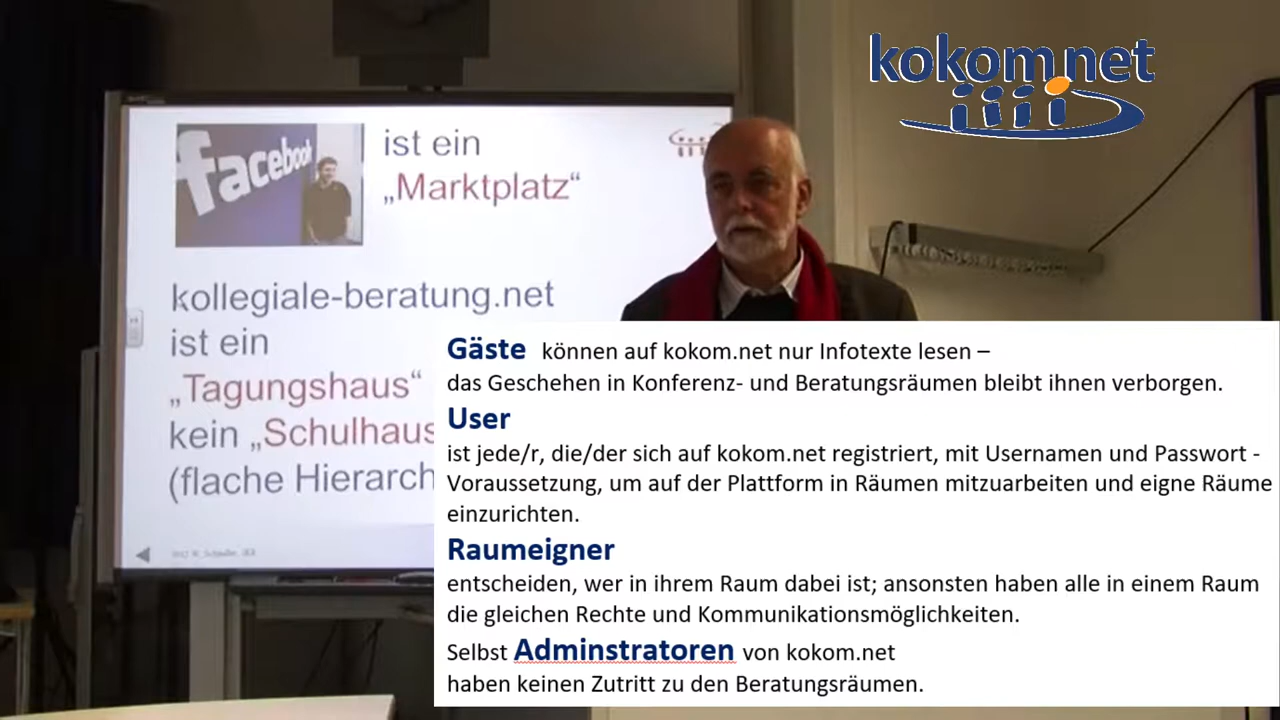 kokom.net
facebook
ist ein
„Marktplatz“
kollegiale-beratung.net
ist ein
„Tagungshaus“
kein „Schulhaus
(flache Hierarch
Gäste können auf kokom.net nur Infotexte lesen –
das Geschehen in Konferenz- und Beratungsräumen bleibt ihnen verborgen.
User
ist jede/r, die/der sich auf kokom.net registriert, mit Usernamen und Passwort -
Voraussetzung, um auf der Plattform in Räumen mitzuarbeiten und eigne Räume
einzurichten.
Raumeigner
entscheiden, wer in ihrem Raum dabei ist; ansonsten haben alle in einem Raum
die gleichen Rechte und Kommunikationsmöglichkeiten.
Selbst Adminstratoren von kokom.net
haben keinen Zutritt zu den Beratungsräumen.